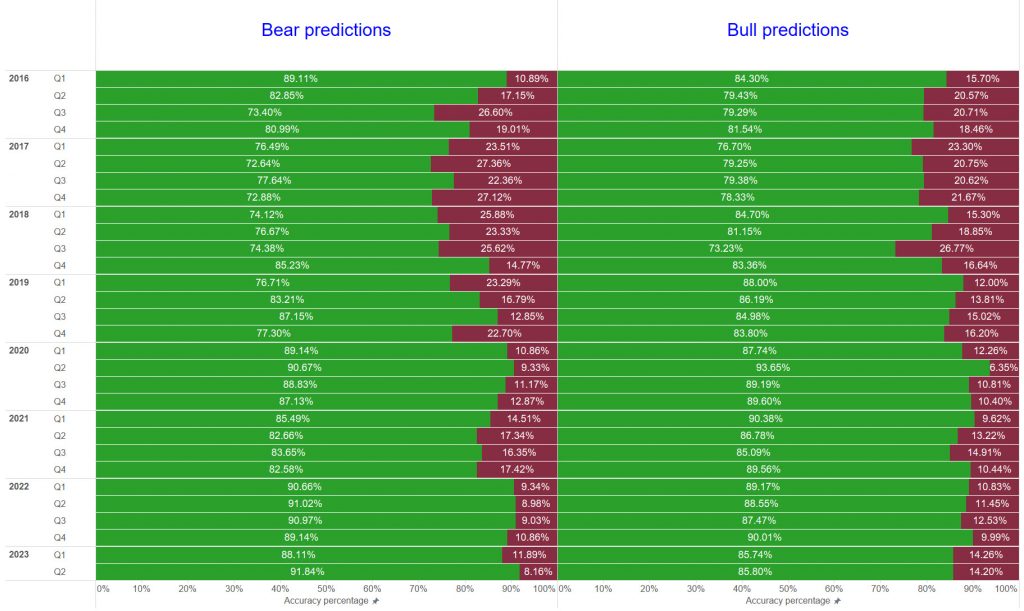 Bear predictions Bull predictions
2016 Q1 89.11% 10.89% 84.30% 15.70%
Q2 82.85% 17.15% 79.43% 20.57%
Q3 73.40% 26.60% 79.29% 20.71%
Q4 80.99% 19.01% 81.54% 18.46%
2017 Q1 76.49% 23.51% 76.70% 23.30%
Q2 72.64% 27.36% 79.25% 20.75%
Q3 77.64% 22.36% 79.38% 20.62%
Q4 72.88% 27.12% 78.33% 21.67%
2018 Q1 74.12% 25.88% 84.70% 15.30%
Q2 76.67% 23.33% 81.15% 18.85%
Q3 74.38% 25.62% 73.23% 26.77%
Q4 85.23% 14.77% 83.36% 16.64%
2019 Q1 76.71% 23.29% 88.00% 12.00%
Q2 83.21% 16.79% 86.19% 13.81%
Q3 87.15% 12.85% 84.98% 15.02%
Q4 77.30% 22.70% 83.80% 16.20%
2020 Q1 89.14% 10.86% 87.74% 12.26%
Q2 90.67% 9.33% 93.65% 6.35%
Q3 88.83% 11.17% 89.19% 10.81%
Q4 87.13% 12.87% 89.60% 10.40%
2021 Q1 85.49% 14.51% 90.38% 9.62%
Q2 82.66% 17.34% 86.78% 13.22%
Q3 83.65% 16.35% 85.09% 14.91%
Q4 82.58% 17.42% 89.56% 10.44%
2022 Q1 90.66% 9.34% 89.17% 10.83%
Q2 91.02% 8.98% 88.55% 11.45%
Q3 90.97% 9.03% 87.47% 12.53%
Q4 89.14% 10.86% 90.01% 9.99%
2023 Q1 88.11% 11.89% 85.74% 14.26%
Q2 91.84% 8.16% 85.80% 14.20%
0% 10% 20% 30% 40% 50% 60% 70% 80% 90% 100% 0% 10% 20% 30% 40% 50% 60% 70% 80% 90% 100%
Accuracy percentage Accuracy percentage